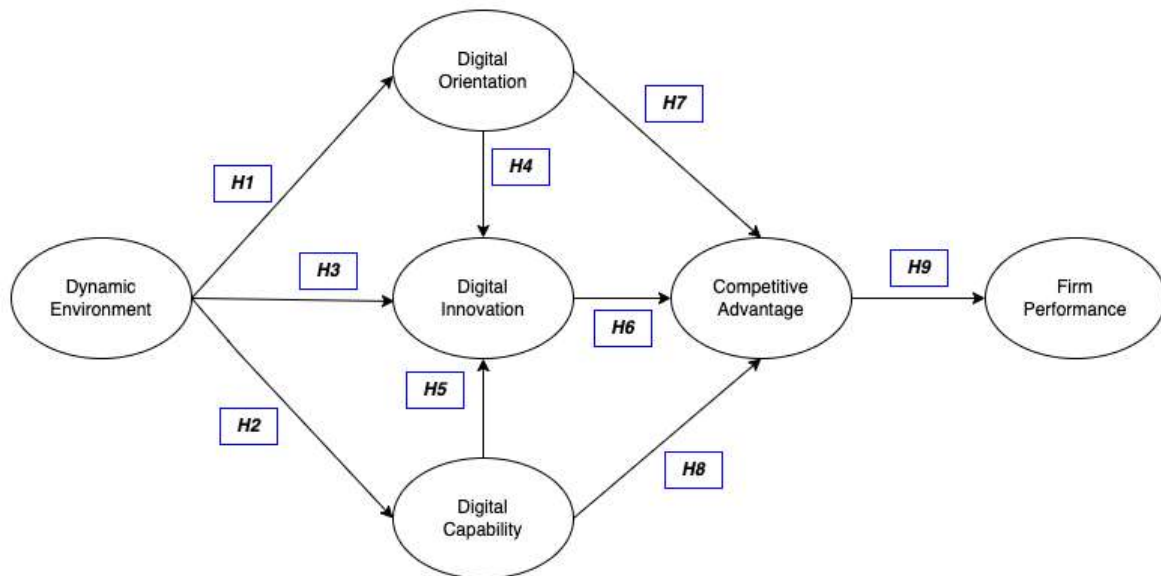 Digital
Orientation
H7
H4
H1
Dynamic
Environment
H3
Digital
Innovation
H6
Competitive
Advantage
H9
Firm
Performance
H5
H2
H8
Digital
Capability